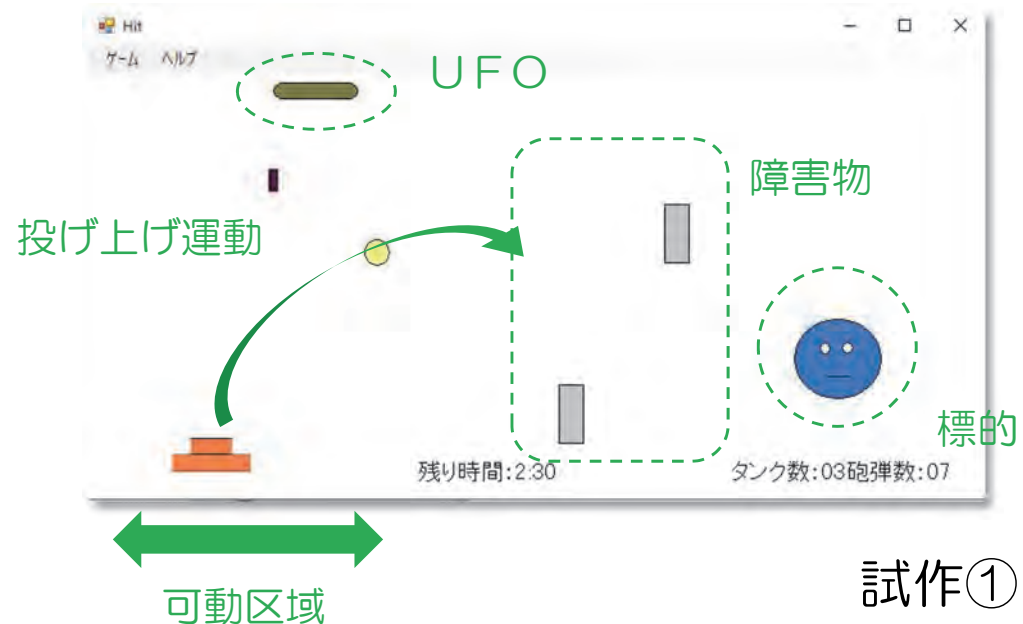 Hit
ゲーム ヘルプ
UFO
障害物
投げ上げ運動
標的
残り時間:2:30
タンク数:03砲弾数:07
可動区域
試作①